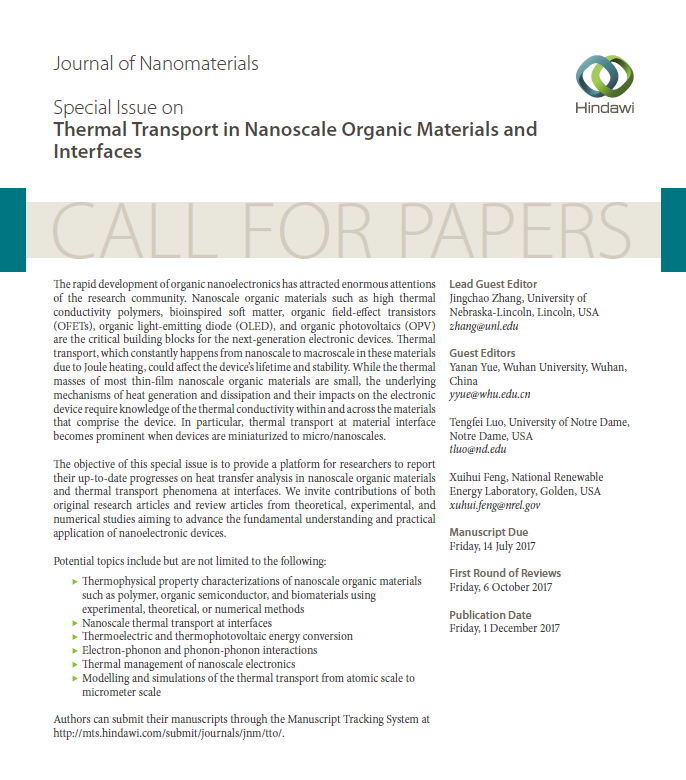 Journal of Nanomaterials
Hindawi
Special Issue on
Thermal Transport in Nanoscale Organic Materials and
Interfaces
CALL FOR PAPERS
The rapid development of organic nanoelectronics has attracted enormous attentions
of the research community. Nanoscale organic materials such as high thermal
conductivity polymers, bioinspired soft matter, organic field-effect transistors
(OFETs), organic light-emitting diode (OLED), and organic photovoltaics (OPV)
are the critical building blocks for the next-generation electronic devices. Thermal
transport, which constantly happens from nanoscale to macroscale in these materials
due to Joule heating, could affect the device's lifetime and stability. While the thermal
masses of most thin-film nanoscale organic materials are small, the underlying
mechanisms of heat generation and dissipation and their impacts on the electronic
device require knowledge of the thermal conductivity within and across the materials
that comprise the device. In particular, thermal transport at material interface
becomes prominent when devices are miniaturized to micro/nanoscales.
The objective of this special issue is to provide a platform for researchers to report
their up-to-date progresses on heat transfer analysis in nanoscale organic materials
and thermal transport phenomena at interfaces. We invite contributions of both
original research articles and review articles from theoretical, experimental, and
numerical studies aiming to advance the fundamental understanding and practical
application of nanoelectronic devices.
Potential topics include but are not limited to the following:
Thermophysical property characterizations of nanoscale organic materials
such as polymer, organic semiconductor, and biomaterials using
experimental, theoretical, or numerical methods
Nanoscale thermal transport at interfaces
Thermoelectric and thermophotovoltaic energy conversion
Electron-phonon and phonon-phonon interactions
Thermal management of nanoscale electronics
Modelling and simulations of the thermal transport from atomic scale to
micrometer scale
Authors can submit their manuscripts through the Manuscript Tracking System at
http://mts.hindawi.com/submit/journals/jnm/tto/.
Lead Guest Editor
Jingchao Zhang, University of
Nebraska-Lincoln, Lincoln, USA
zhang@unl.edu
Guest Editors
Yanan Yue, Wuhan University, Wuhan,
China
yyue@whu.edu.cn
Tengfei Luo, University of Notre Dame,
Notre Dame, USA
tluo@nd.edu
Xuihui Feng, National Renewable
Energy Laboratory, Golden, USA
xuhui.feng@nrel.gov
Manuscript Due
Friday, 14 July 2017
First Round of Reviews
Friday, 6 October 2017
Publication Date
Friday, 1 December 2017